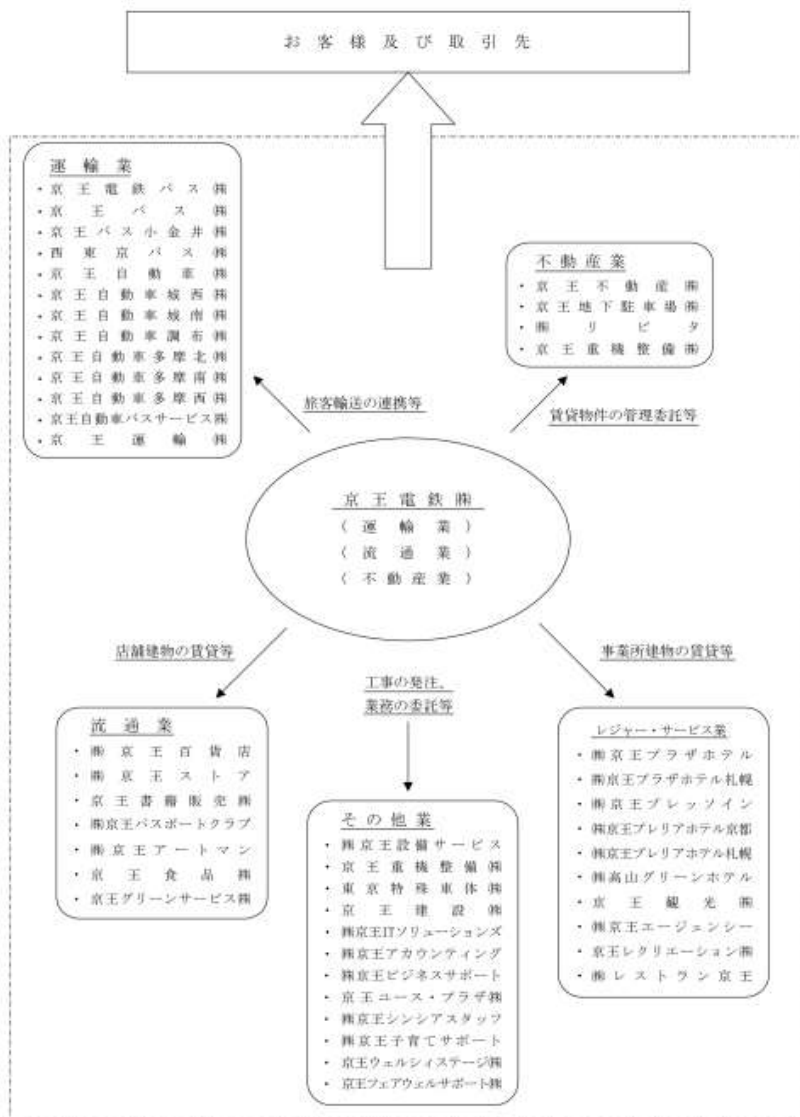 お客様及び取引先
運輸業
・京王電鉄バス㈱
・京王バス㈱
・京王バス小金井㈱
・西東京バス㈱
・京王自動車㈱
・京王自動車城西㈱
・京王自動車城南㈱
・京王自動車調布㈱
・京王自動車多摩北㈱
・京王自動車多摩南㈱
・京王自動車多摩西㈱
・京王自動車バスサービス㈱
・京王運輸㈱
不動産業
・京王不動産㈱
・京王地下駐車場㈱
・㈱リビタ
・京王重機整備㈱
旅客輸送の連携等
賃貸物件の管理委託等
京王電鉄㈱
(運輸業)
(流通業)
(不動産業)
店舗建物の賃貸等
工事の発注、
業務の委託等
事業所建物の賃貸等
流通業
・㈱京王百貨店
・㈱京王ストア
・京王書籍販売㈱
・㈱京王パスポートクラブ
・㈱京王アートマン
・京王食品㈱
・京王グリーンサービス㈱
その他業
・㈱京王設備サービス
・京王重機整備㈱
・東京特殊車体㈱
・京王建設㈱
・㈱京王ITソリューションズ
・㈱京王アカウンティング
・㈱京王ビジネスサポート
・京王ユース・プラザ㈱
・㈱京王シンシアスタッフ
・㈱京王子育てサポート
・京王ウェルシィステージ㈱
・京王フェアウェルサポート㈱
レジャー・サービス業
・㈱京王プラザホテル
・㈱京王プラザホテル札幌
・㈱京王プレッソイン
・㈱京王プレリアホテル京都
・㈱京王プレリアホテル札幌
・㈱高山グリーンホテル
・京王観光㈱
・㈱京王エージェンシー
・京王レクリエーション㈱
・㈱レストラン京王